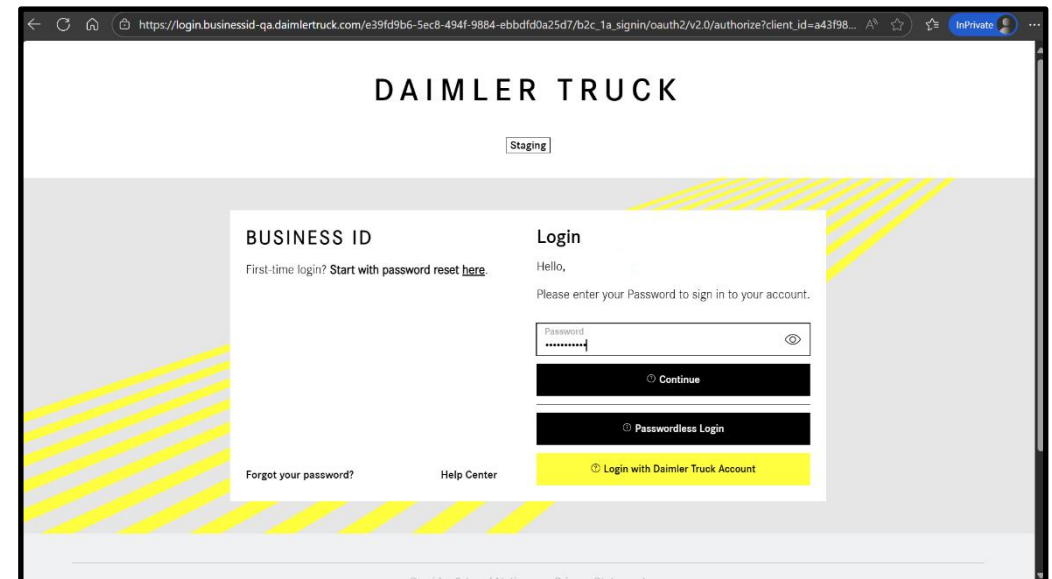 https://login.businessid-qa.daimlertruck.com/e39fd9b6-5ec8-494f-9884-ebbdfd0a25d7/b2c_1a_signin/oauth2/v2.0/authorize?client_id=a43f98...
InPrivate
DAIMLER TRUCK
Staging
BUSINESS ID
First-time login? Start with password reset here.
Forgot your password?
Help Center
Login
Hello,
Please enter your Password to sign in to your account.
Password
Continue
Passwordless Login
Login with Daimler Truck Account